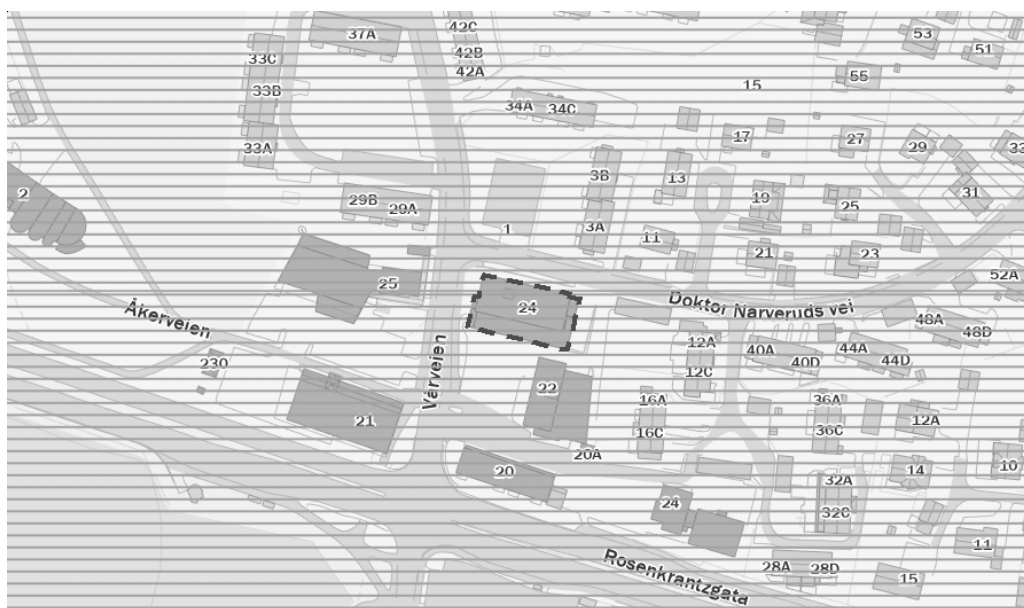 42C
37A
53
51
33C
42B
42A
55
15
33B
34A
34C
17
27
29
33A
3B
13
31
2
29B
29A
19
25
1
3A
11
21
23
25
52A
24
Doktor Narveruds vei
Åkerveien
48A
48D
12A
40A
40D
44A
44D
230
Vårveien
12C
22
16A
36A
21
16C
36C
12A
20A
20
14
10
32A
24
32C
11
Rosenkrantzgata
28A
28D
15